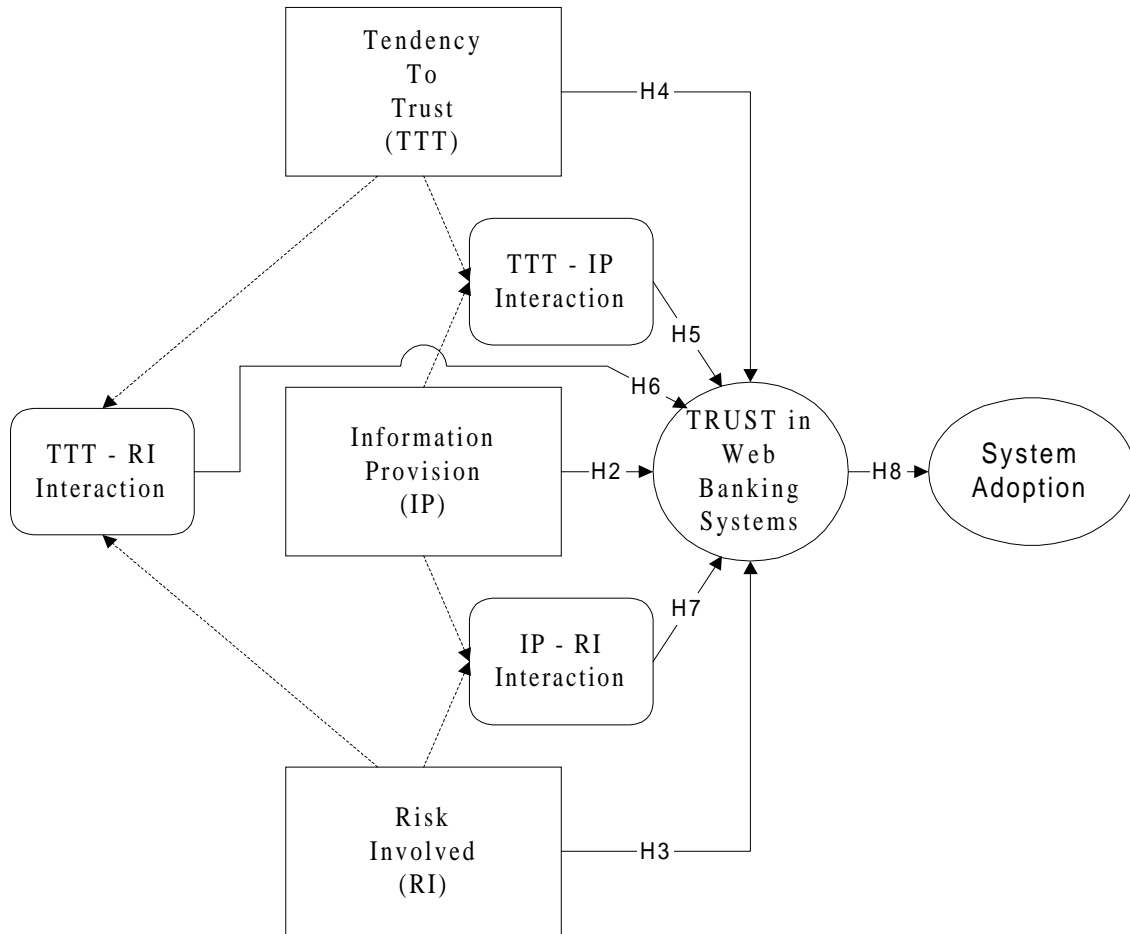 Tendency
To
Trust
(TTT)
H4
TTT - IP
Interaction
H5
H6
TTT - RI
Interaction
Information
Provision
(IP)
H2
TRUST in
Web
Banking
Systems
H8
System
Adoption
IP - RI
Interaction
H7
Risk
Involved
(RI)
H3